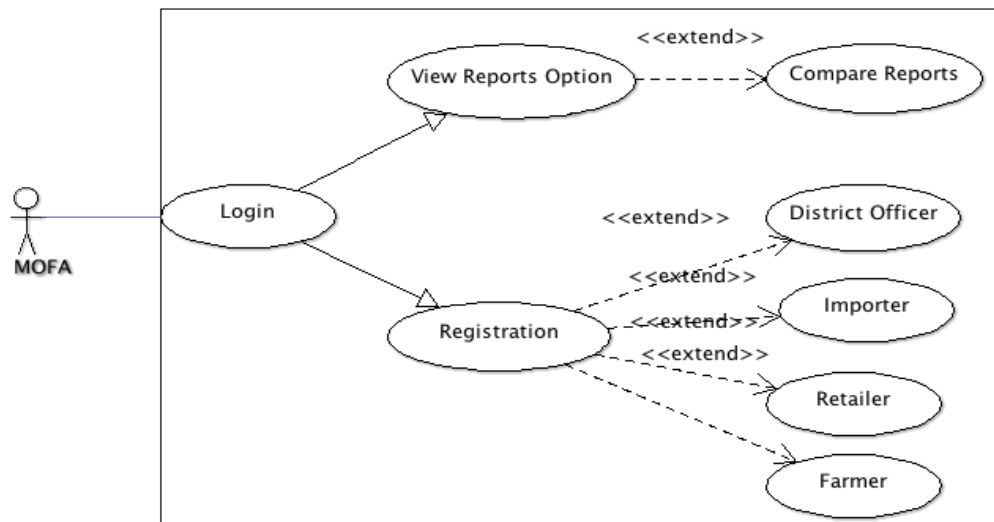 <<extend>>
View Reports Option
Compare Reports
Login
MOFA
<<extend>>
District Officer
<<extend>>
Importer
<<extend>>
Registration
<<extend>>
Retailer
Farmer